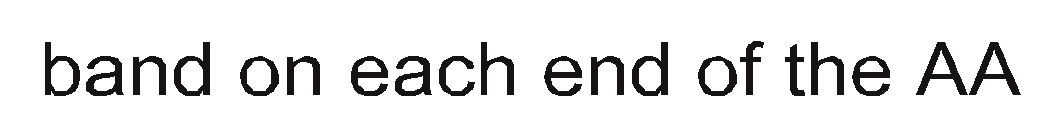 band on each end of the AA